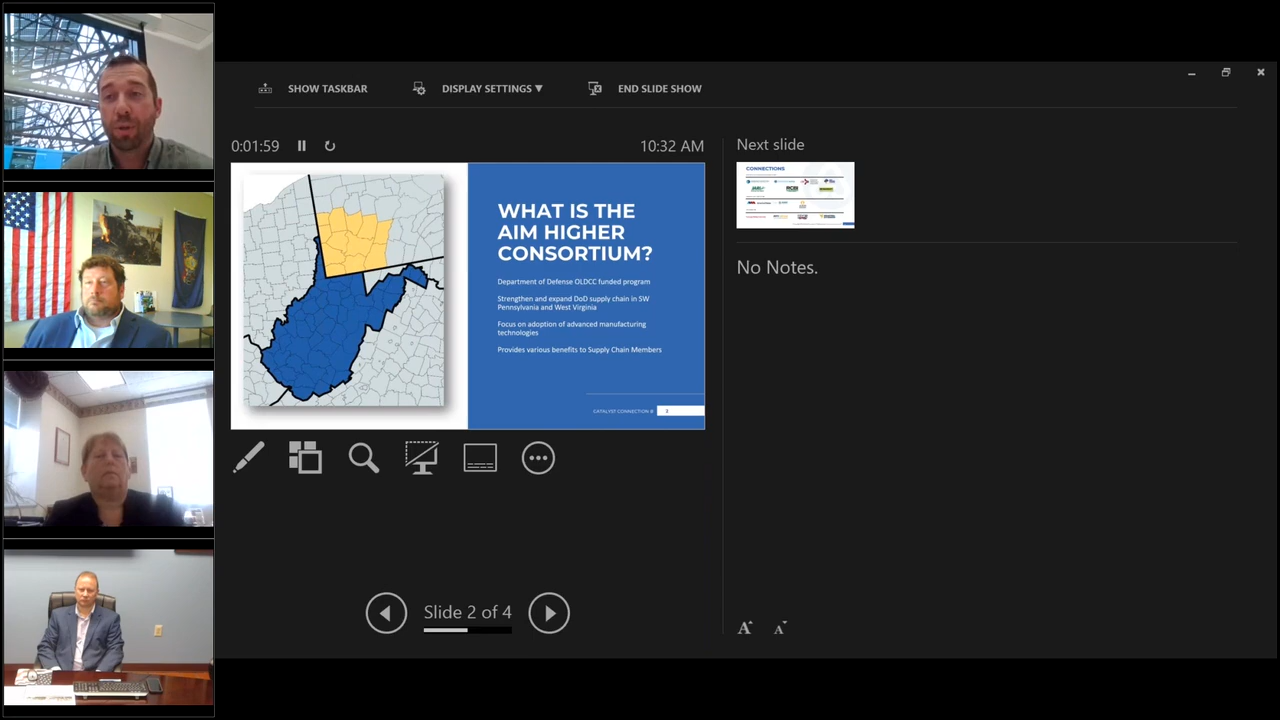 SHOW TASKBAR
DISPLAY SETTINGS ▼
END SLIDE SHOW
0:01:59
10:32 AM
WHAT IS THE
AIM HIGHER
CONSORTIUM?
Department of Defense OLDCC funded program
Strengthen and expand DoD supply chain in SW
Pennsylvania and West Virginia
Focus on adoption of advanced manufacturing
technologies
Provides various benefits to Supply Chain Members
CATALYST CONNECTION
Slide 2 of 4
Next slide
CONNECTIONS
No Notes.
A
A